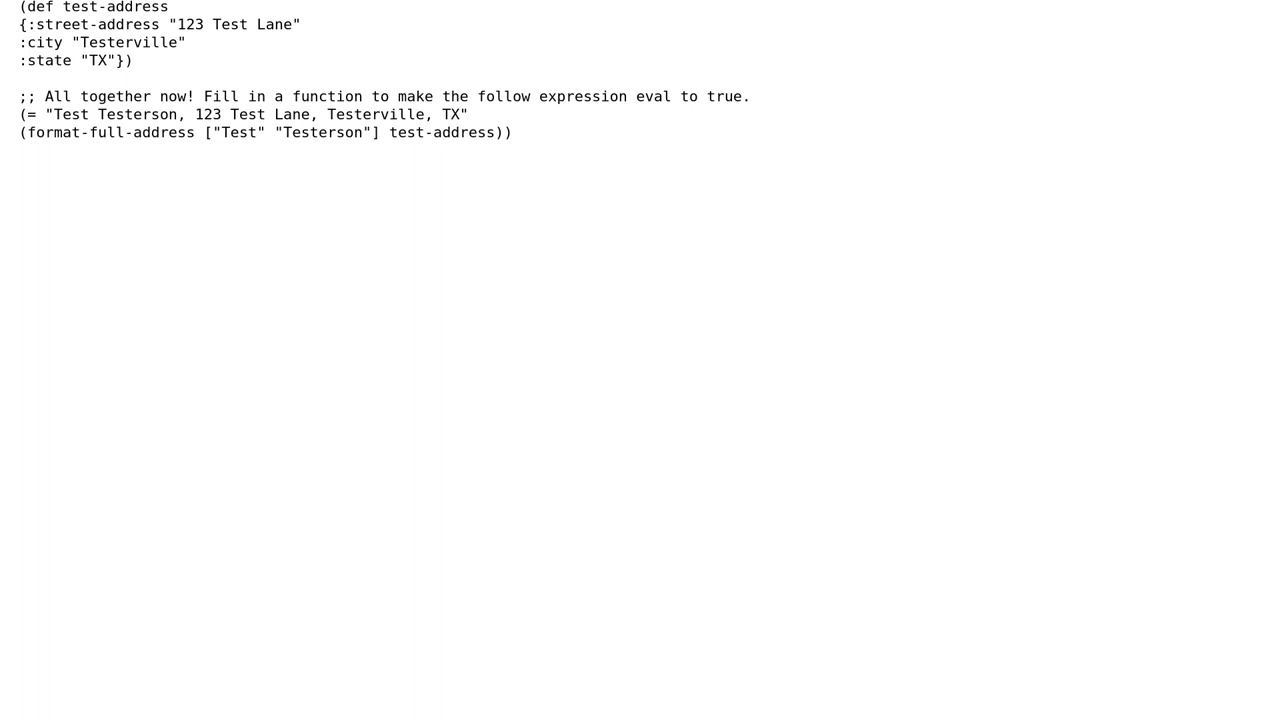 (def test-address
{:street-address "123 Test Lane"
:city "Testerville"
:state "TX"})
;; All together now! Fill in a function to make the follow expression eval to true.
(= "Test Testerson, 123 Test Lane, Testerville, TX"
(format-full-address ["Test" "Testerson"] test-address))